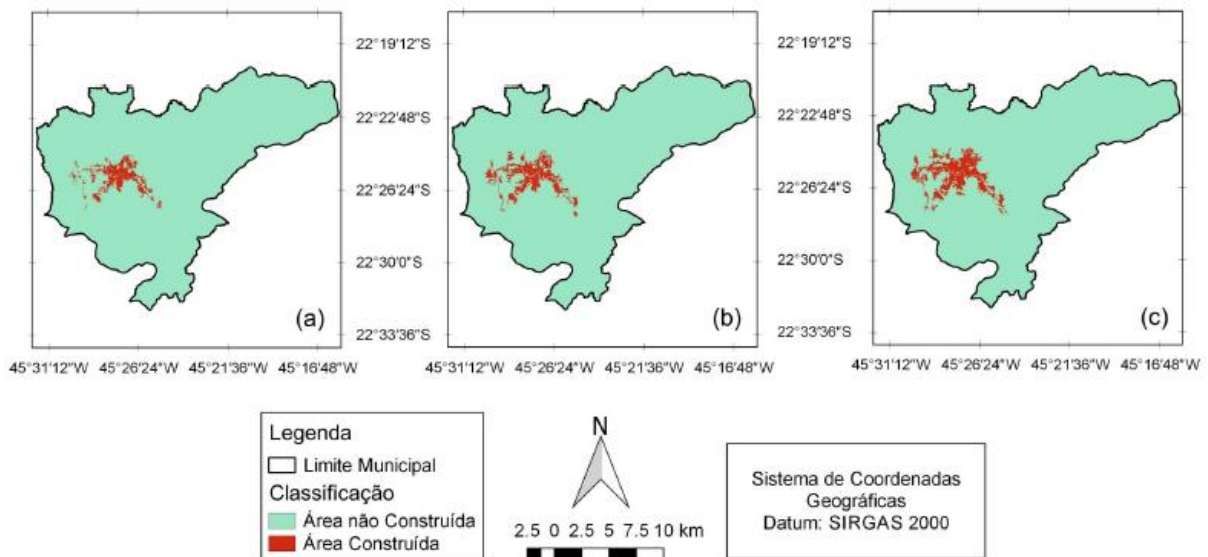 22°19'12"S
22°19'12"S
22°22'48"S
22°22'48"S
22°26'24"S
22°26'24"S
22°30'0"S
22°30'0"S
(a)
(b)
(c)
22°33'36"S
22°33'36"S
45°31'12"W 45°26'24"W 45°21'36"W 45°16'48"W
45°31'12"W 45°26'24"W 45°21'36"W 45°16'48"W
45°31'12"W 45°26'24"W 45°21'36"W 45°16'48"W
Legenda
Limite Municipal
Classificação
Área não Construída
Área Construída
N
2.5 0 2.5 5 7.5 10 km
Sistema de Coordenadas
Geográficas
Datum: SIRGAS 2000